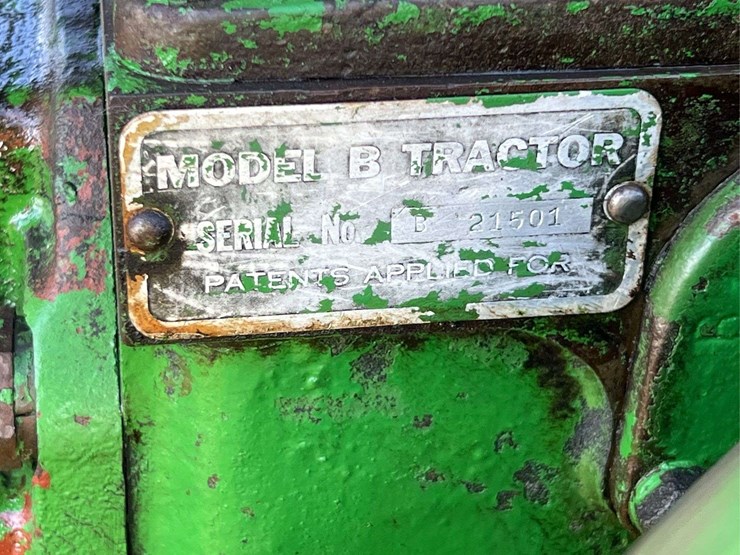 MODEL B TRACTOR
SERIAL No. B 21501
PATENTS APPLIED FOR